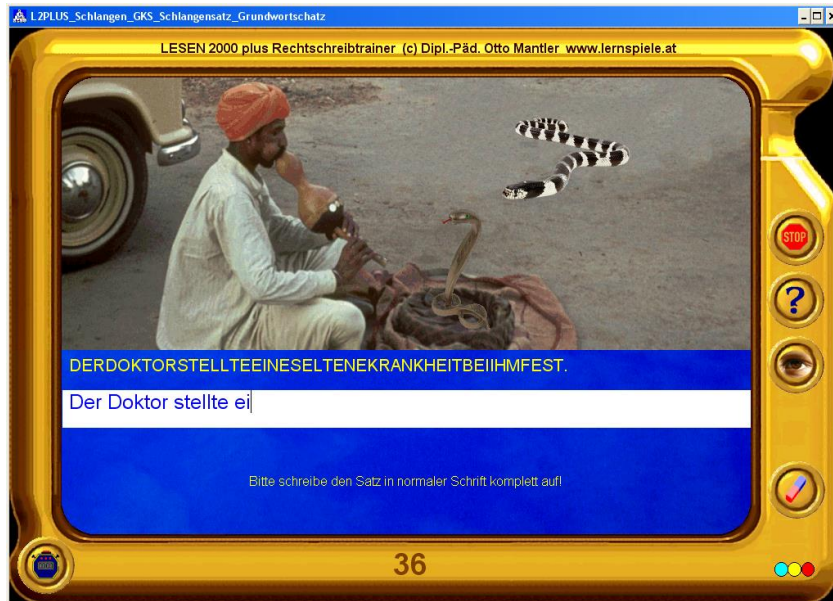 L2PLUS_Schlangen_GKS_Schlangensatz_Grundwortschatz
LESEN 2000 plus Rechtschreibtrainer (c) Dipl.-Päd. Otto Mantler www.lernspiele.at
STOP
?
DERDOKTORSTELLTEEINESELTENEKRANKHEITBEIIHMFEST.
Der Doktor stellte ei
Bitte schreibe den Satz in normaler Schrift komplett auf!
36